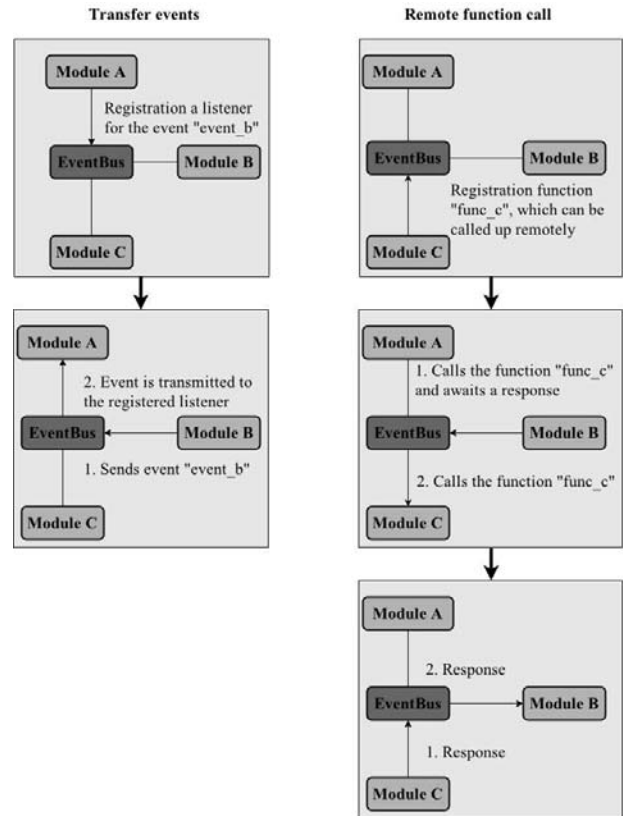 Transfer events
Module A
Registration a listener
for the event "event_b"
EventBus
Module B
Module C
Module A
2. Event is transmitted to
the registered listener
EventBus
Module B
1. Sends event "event_b"
Module C
Remote function call
Module A
EventBus
Module B
Registration function
"func_c", which can be
called up remotely
Module C
Module A
1. Calls the function "func_c"
and awaits a response
EventBus
Module B
2. Calls the function "func_c"
Module C
Module A
2. Response
EventBus
Module B
1. Response
Module C